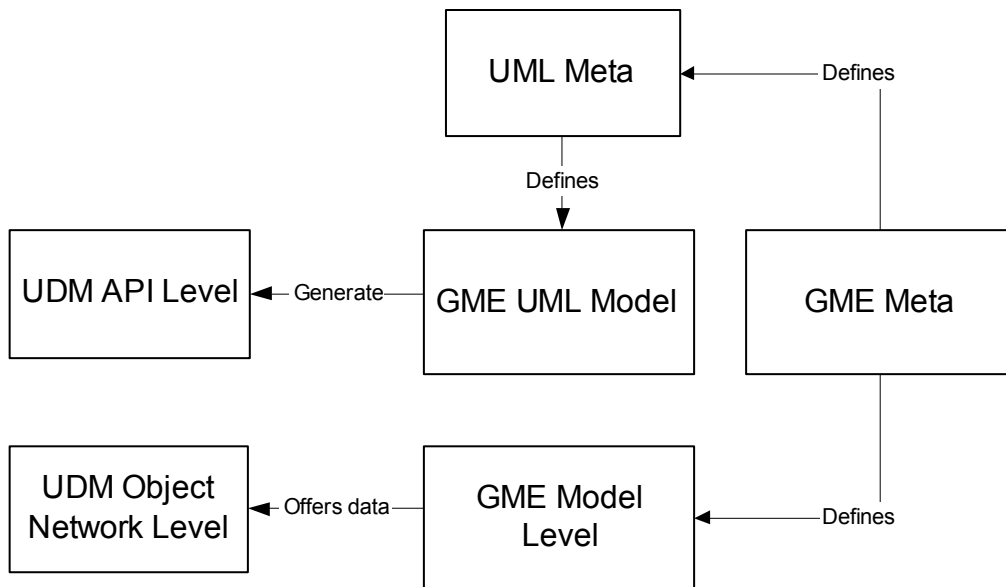 UML Meta
Defines
Defines
UDM API Level
Generate
GME UML Model
GME Meta
UDM Object
Network Level
Offers data
GME Model
Level
Defines